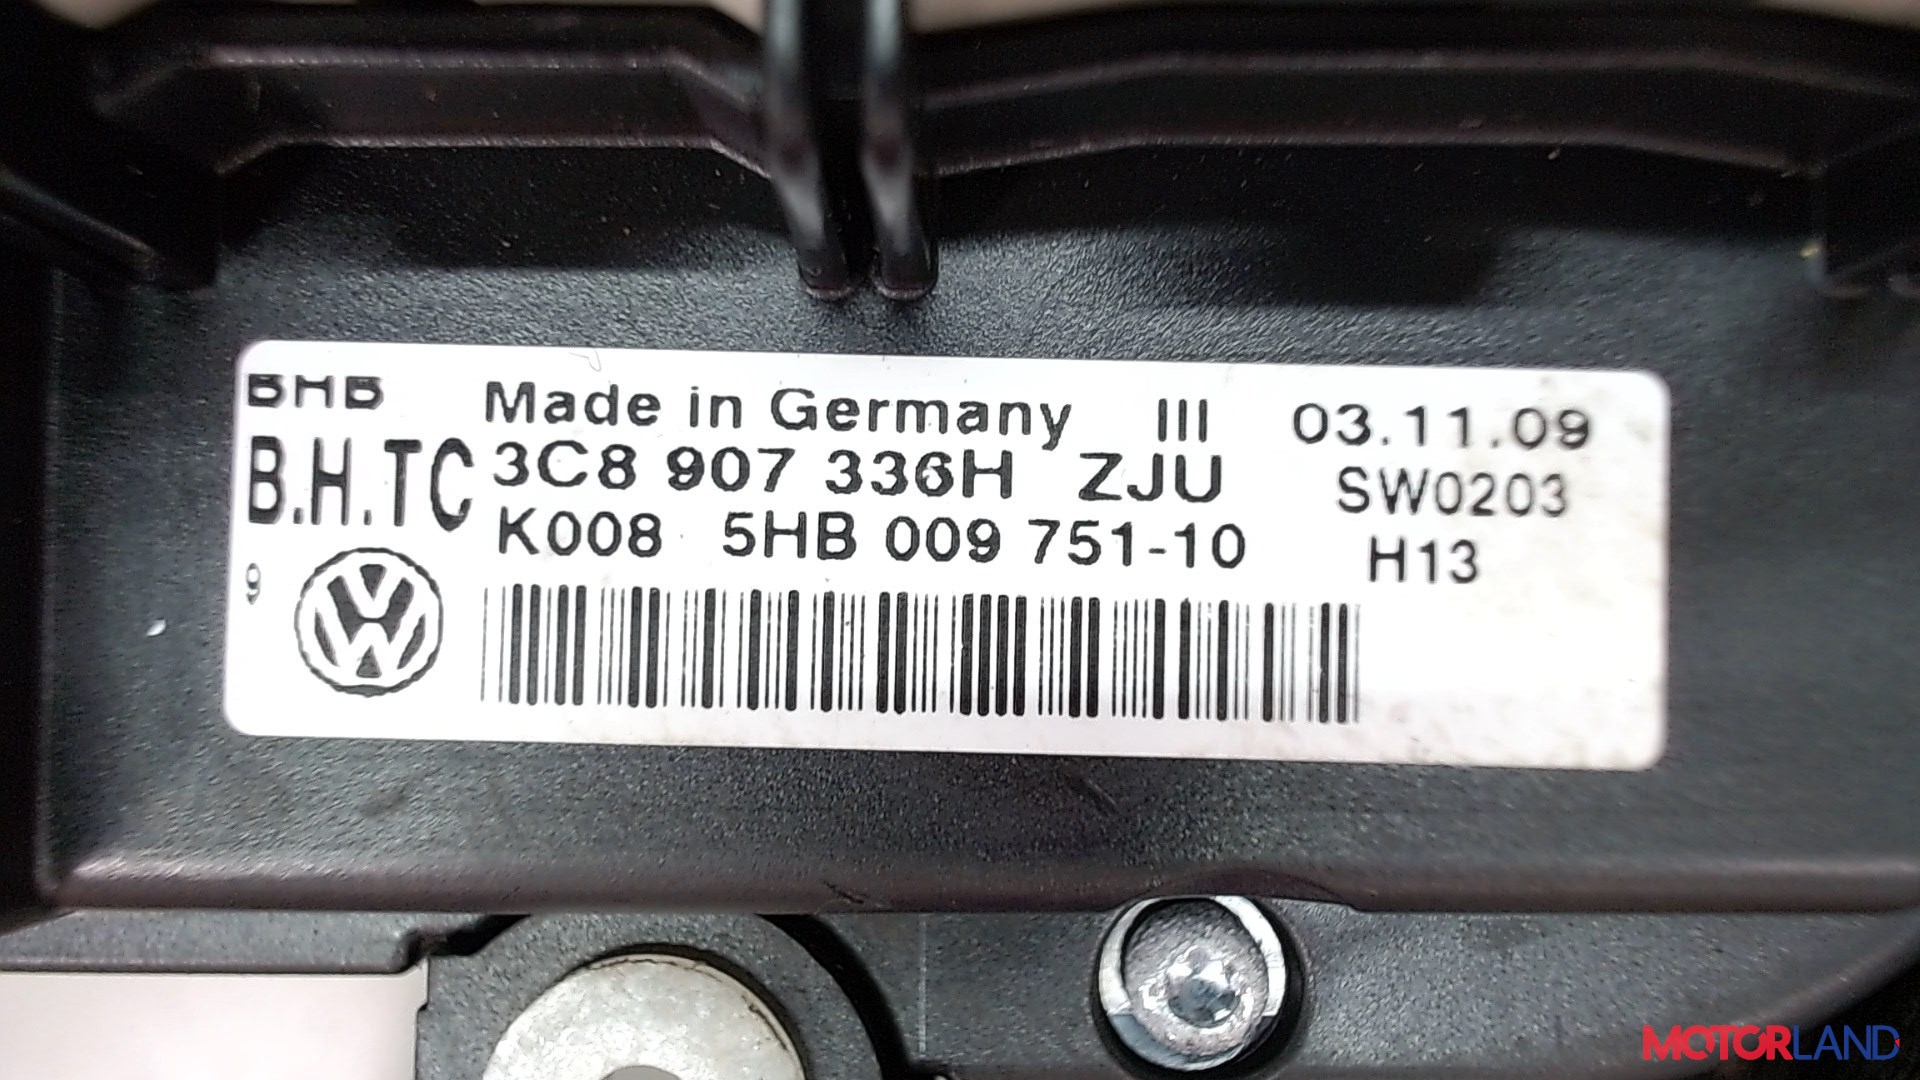 BHB Made in Germany III 03.11.09
B.H.TC 3C8 907 336H ZJU SW0203
K008 5HB 009 751-10 H13
9
MOTORLAND